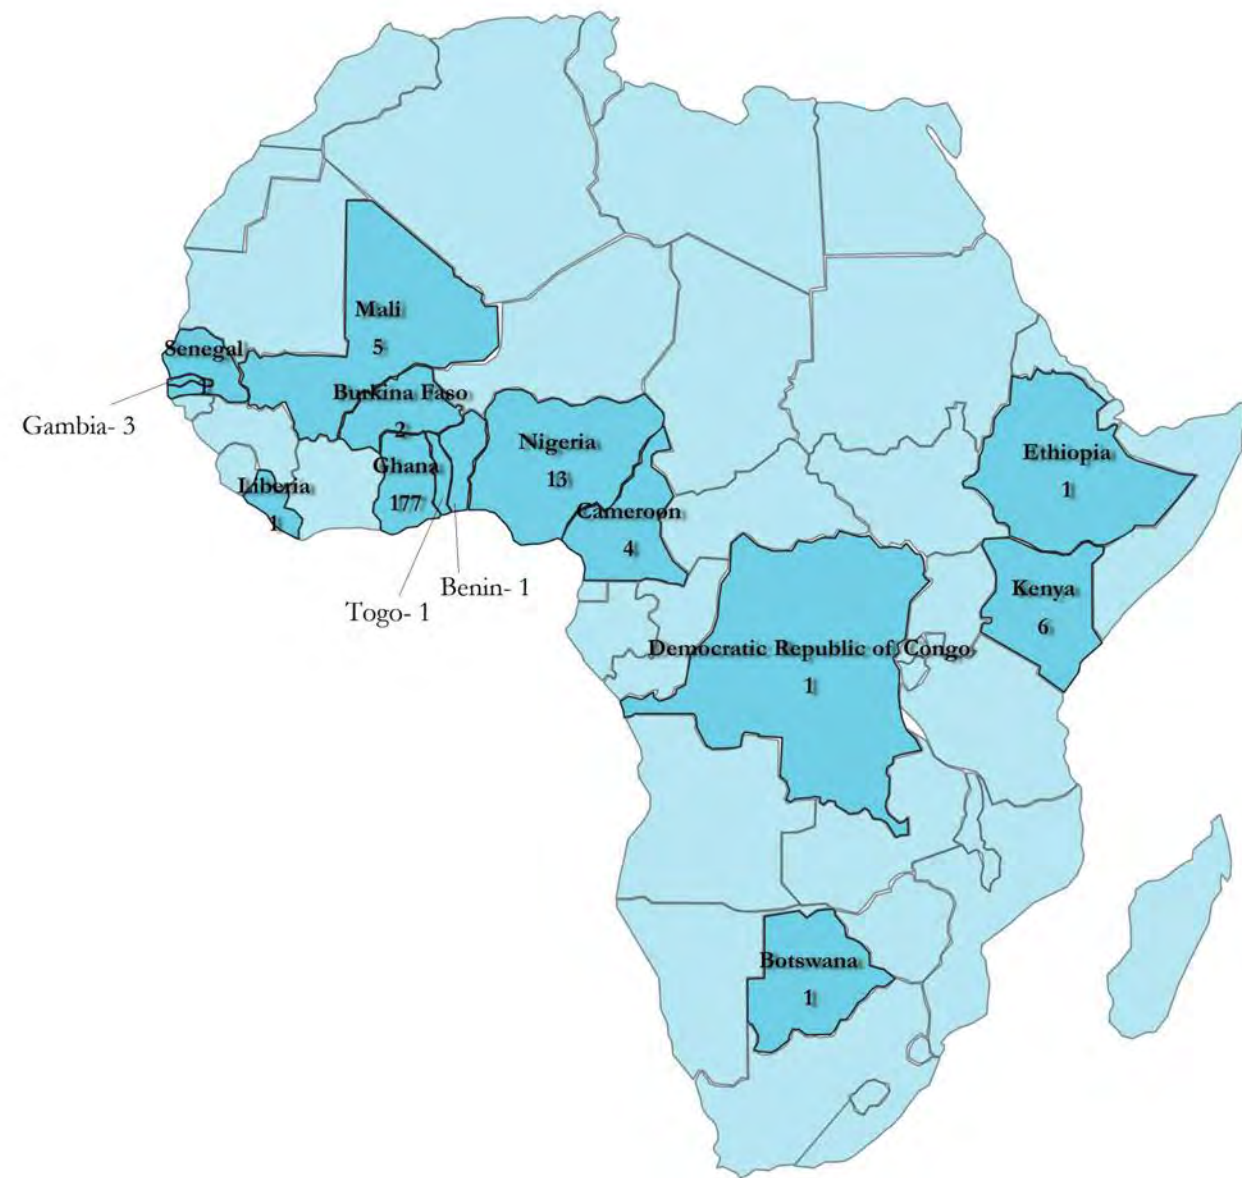 Mali
5
Senegal
Burkina Faso
2
Gambia- 3
Nigeria
13
Ghana
177
Ethiopia
1
Liberia
1
Cameroon
4
Benin- 1
Togo- 1
Kenya
6
Democratic Republic of Congo
1
Botswana
1